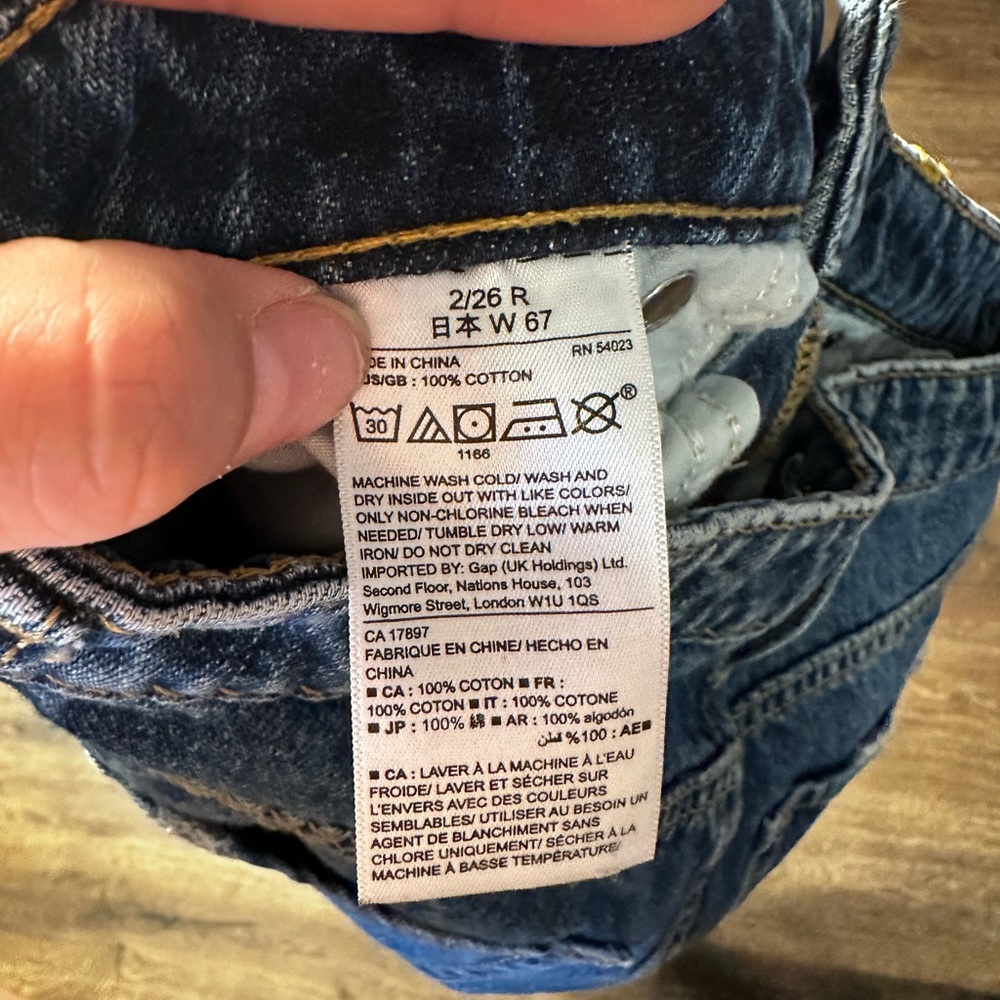 2/26 R
日本 W 67
DE IN CHINA RN 54023
US/GB : 100% COTTON
30 ®
1166
MACHINE WASH COLD/ WASH AND
DRY INSIDE OUT WITH LIKE COLORS/
ONLY NON-CHLORINE BLEACH WHEN
NEEDED/ TUMBLE DRY LOW/ WARM
IRON/ DO NOT DRY CLEAN
IMPORTED BY: Gap (UK Holdings) Ltd.
Second Floor, Nations House, 103
Wigmore Street, London W1U 1QS
CA 17897
FABRIQUE EN CHINE/ HECHO EN
CHINA
■ CA : 100% COTON ■ FR :
100% COTON ■ IT : 100% COTONE
■ JP : 100% 綿 ■ AR : 100% algodón
■AE : 100% قطن
■ CA : LAVER À LA MACHINE À L'EAU
FROIDE/ LAVER ET SÉCHER SUR
L'ENVERS AVEC DES COULEURS
SEMBLABLES/ UTILISER AU BESOIN UN
AGENT DE BLANCHIMENT SANS
CHLORE UNIQUEMENT/ SÉCHER À LA
MACHINE À BASSE TEMPÉRATURE/